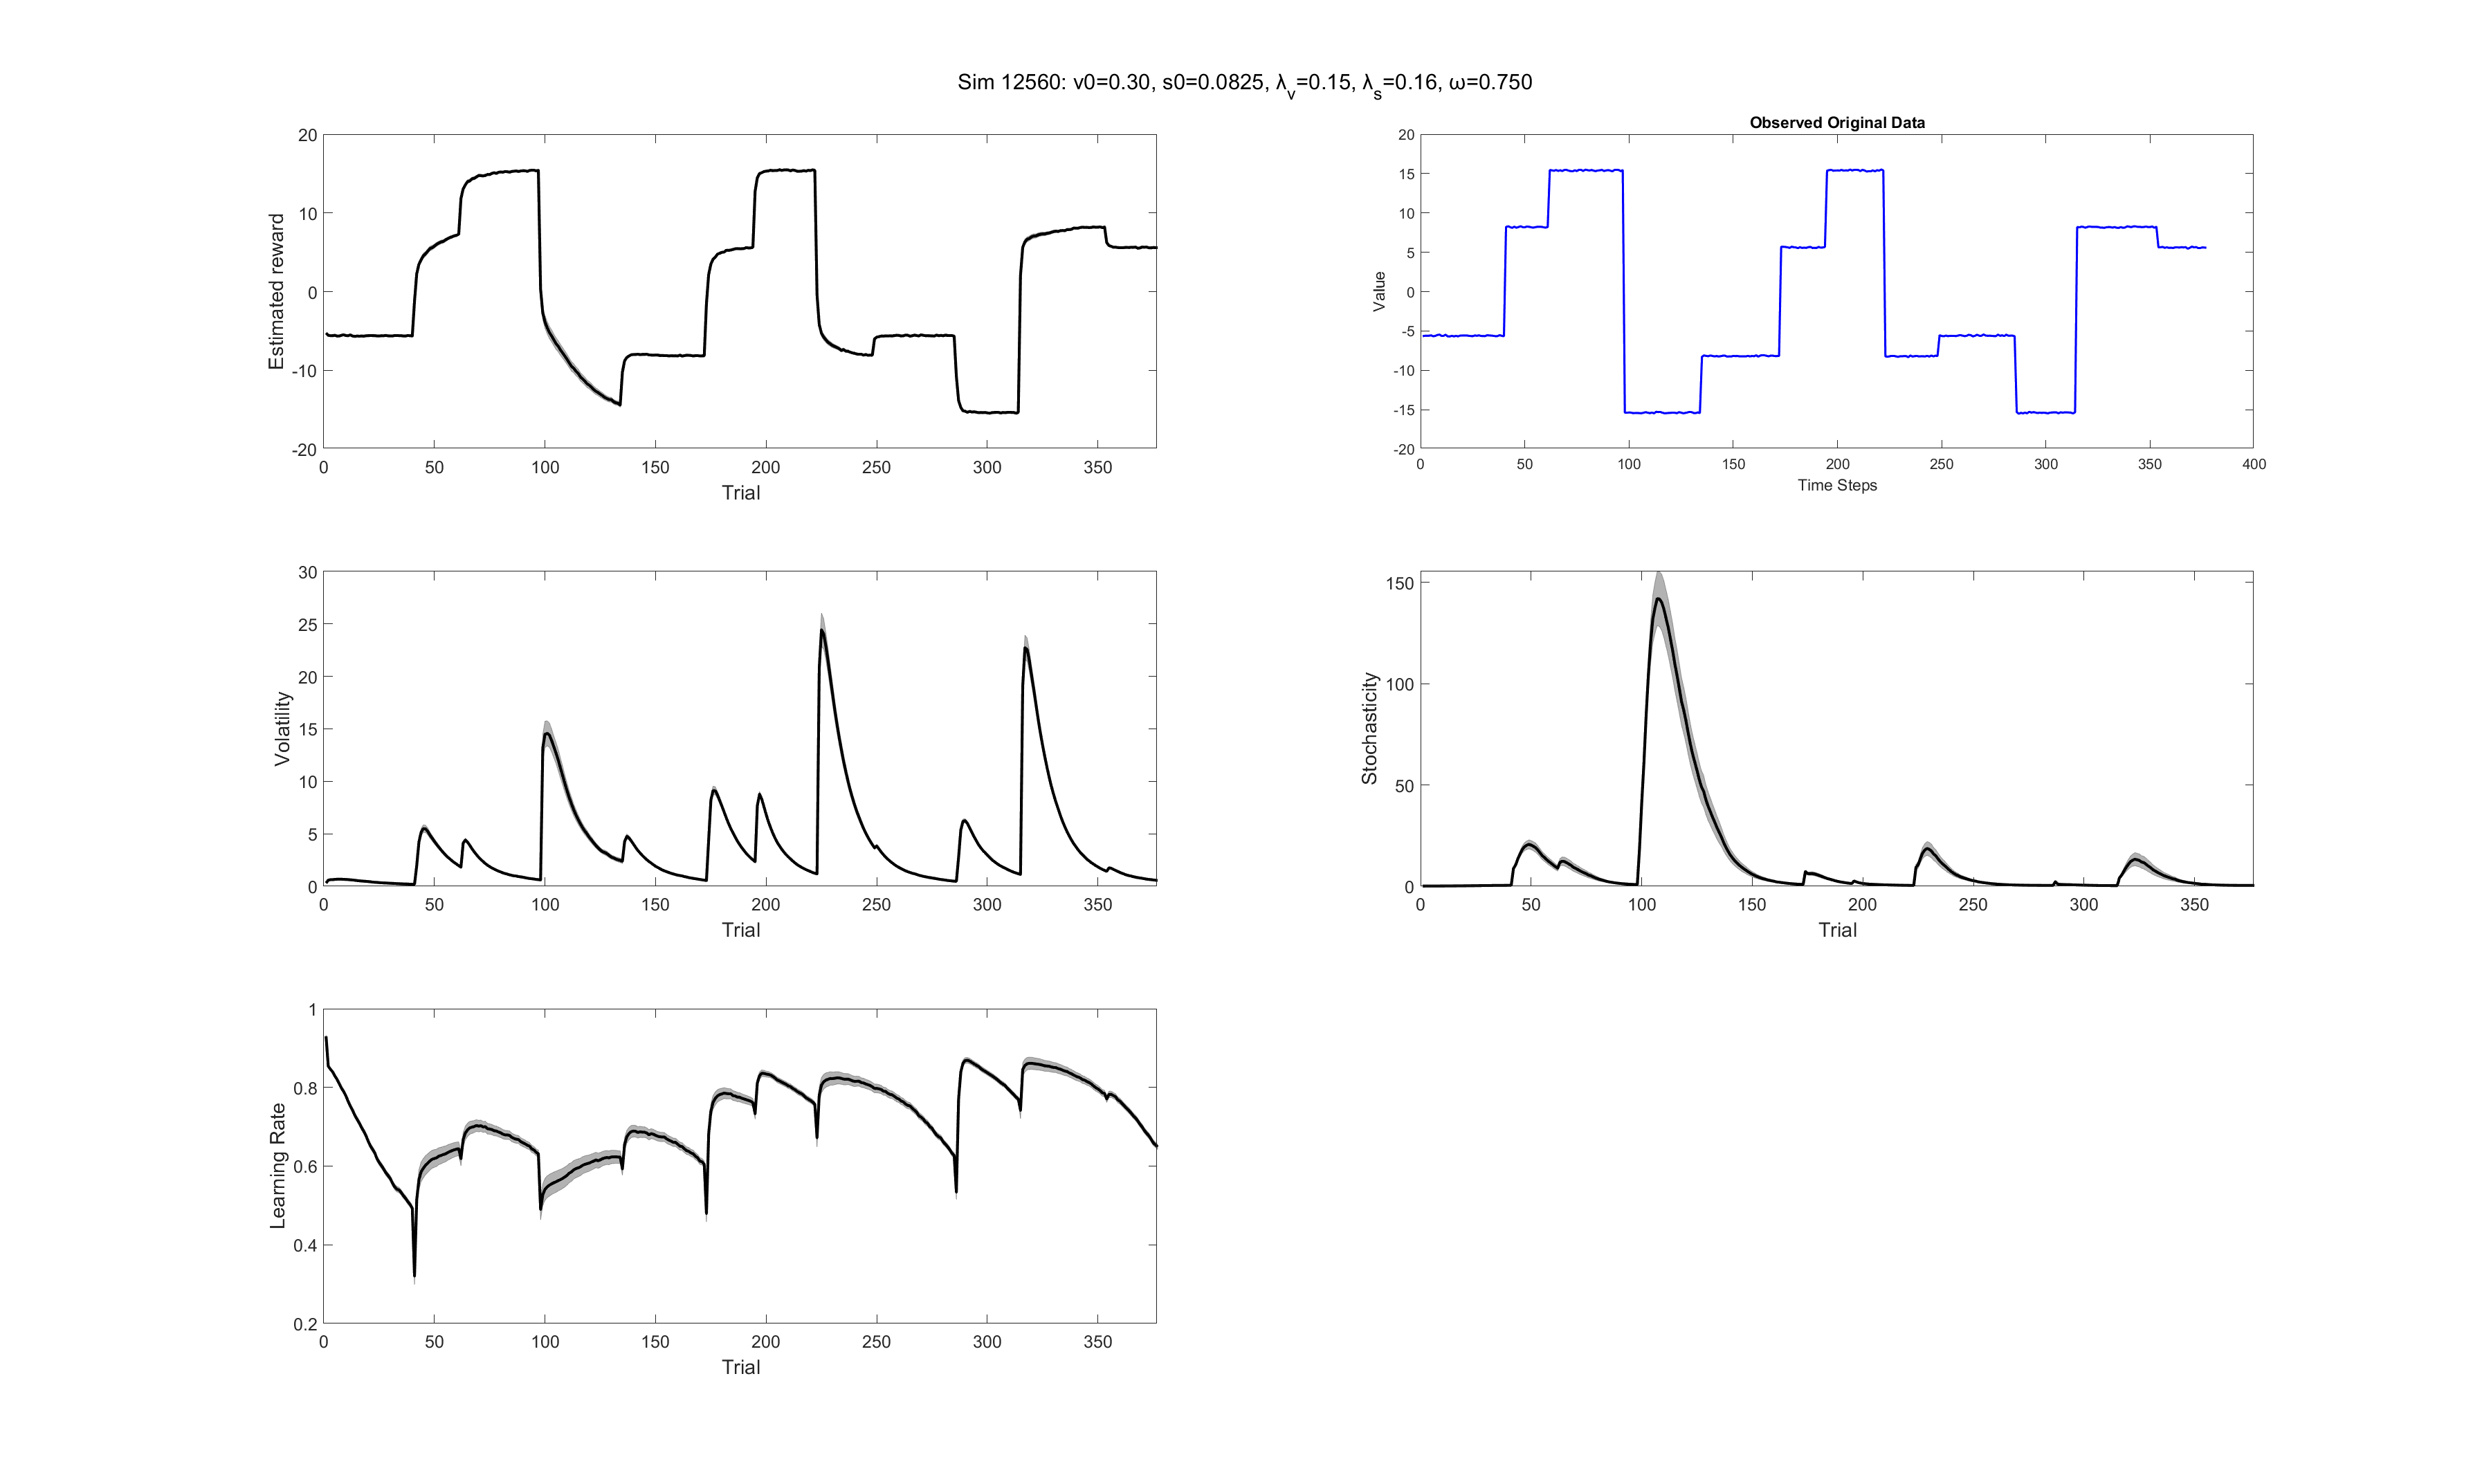 Sim 12560: v0=0.30, s0=0.0825, λv=0.15, λs=0.16, ω=0.750
Estimated reward
20
10
0
-10
-20
0 50 100 150 200 250 300 350
Trial
Observed Original Data
Value
20
15
10
5
0
-5
-10
-15
-20
0 50 100 150 200 250 300 350 400
Time Steps
Volatility
30
25
20
15
10
5
0
0 50 100 150 200 250 300 350
Trial
Stochasticity
150
100
50
0
0 50 100 150 200 250 300 350
Trial
Learning Rate
1
0.8
0.6
0.4
0.2
0 50 100 150 200 250 300 350
Trial